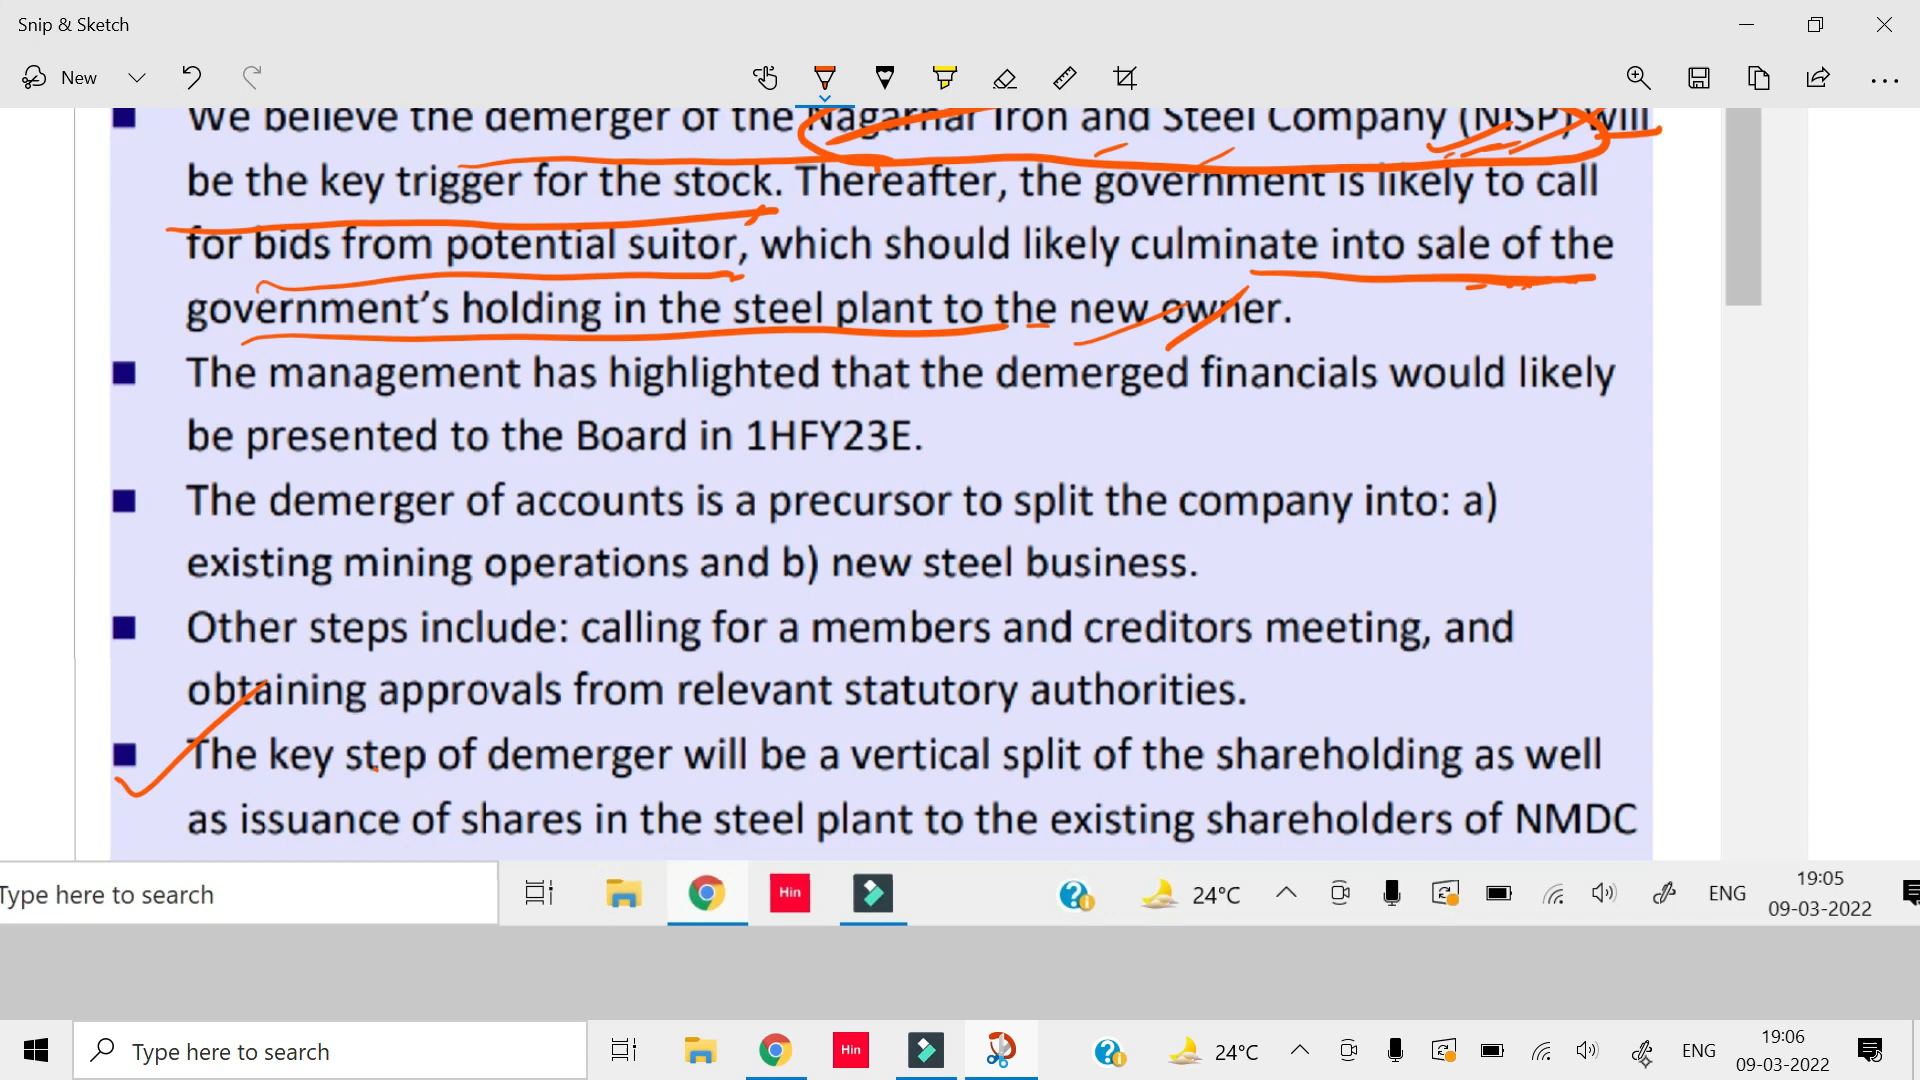 Snip & Sketch
New
We believe the demerger of the Nagarnar Iron and Steel Company (NISP) will
be the key trigger for the stock. Thereafter, the government is likely to call
for bids from potential suitor, which should likely culminate into sale of the
government's holding in the steel plant to the new owner.
The management has highlighted that the demerged financials would likely
be presented to the Board in 1HFY23E.
The demerger of accounts is a precursor to split the company into: a)
existing mining operations and b) new steel business.
Other steps include: calling for a members and creditors meeting, and
obtaining approvals from relevant statutory authorities.
The key step of demerger will be a vertical split of the shareholding as well
as issuance of shares in the steel plant to the existing shareholders of NMDC
Type here to search
Hin
24°C
ENG
19:05
09-03-2022
Type here to search
Hin
24°C
ENG
19:06
09-03-2022